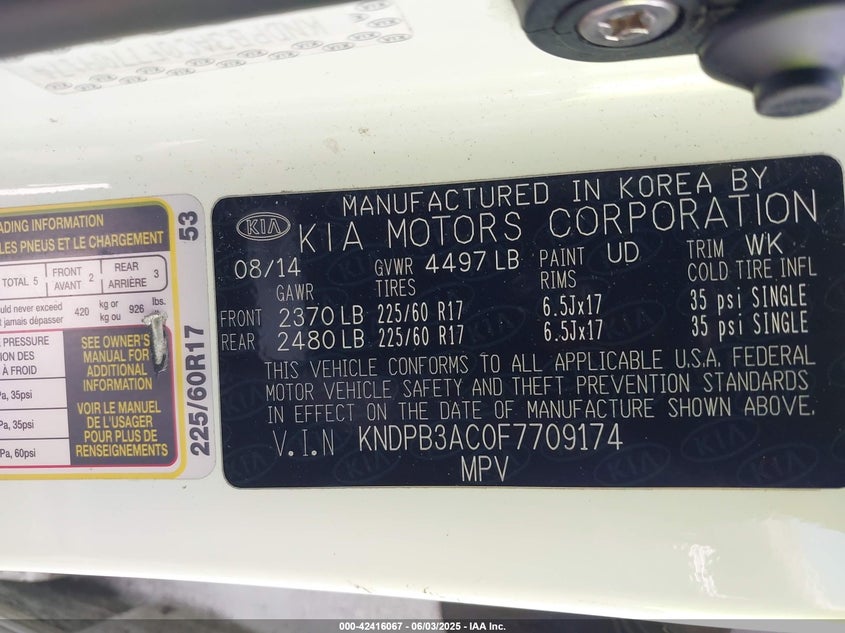 MANUFACTURED IN KOREA BY
KIA KIA MOTORS CORPORATION
08/14 GVWR 4497 LB PAINT UD TRIM WK
GAWR TIRES RIMS COLD TIRE INFL
FRONT 2370 LB 225/60 R17 6.5Jx17 35 psi SINGLE
REAR 2480 LB 225/60 R17 6.5Jx17 35 psi SINGLE
THIS VEHICLE CONFORMS TO ALL APPLICABLE U.S.A. FEDERAL
MOTOR VEHICLE SAFETY AND THEFT PREVENTION STANDARDS
IN EFFECT ON THE DATE OF MANUFACTURE SHOWN ABOVE.
V.I.N KNDPB3AC0F7709174
MPV
ADING INFORMATION
LES PNEUS ET LE CHARGEMENT
TOTAL 5 FRONT AVANT 2 REAR ARRIÈRE 3
ould never exceed 420 kg or 926 lbs.
t jamais dépasser kg ou
PRESSURE
ION DES
À FROID
a, 35psi
a, 35psi
Pa, 60psi
SEE OWNER'S
MANUAL FOR
ADDITIONAL
INFORMATION
VOIR LE MANUEL
DE L'USAGER
POUR PLUS DE
RENSEIGNEMENTS
53
225/60R17
000-42416067 - 06/03/2025 - IAA Inc.